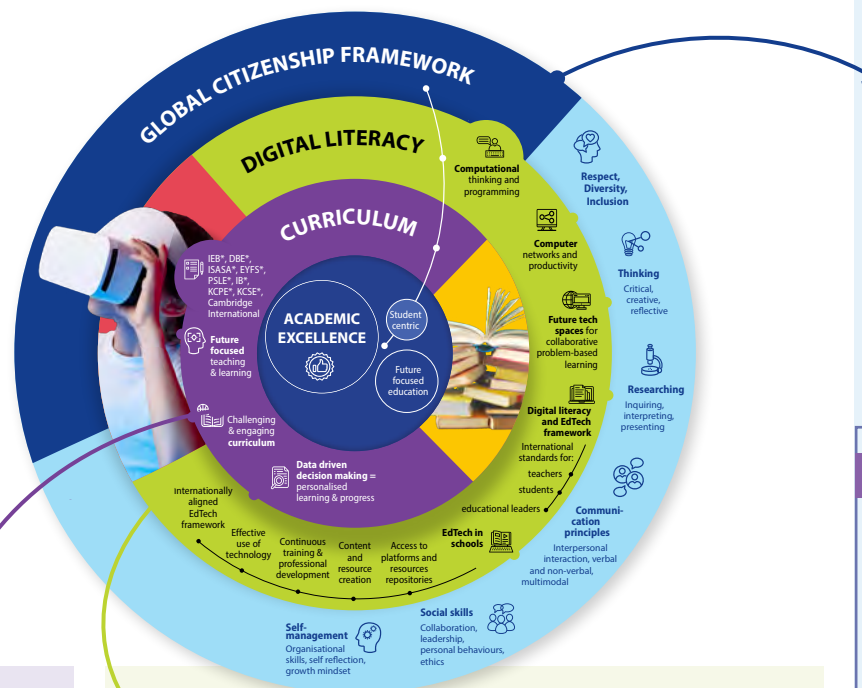 GLOBAL CITIZENSHIP FRAMEWORK
DIGITAL LITERACY
CURRICULUM
ACADEMIC
EXCELLENCE
Student
centric
Future
focused
education
IEB*, DBE*,
ISASA*, EYFS*,
PSLE*, IB*,
KCPE*, KCSE*,
Cambridge
International
Future
focused
teaching
& learning
Challenging
& engaging
curriculum
Data driven
decision making =
personalised
learning & progress
Computational
thinking and
programming
Computer
networks and
productivity
Future tech
spaces for
collaborative
problem-based
learning
Digital literacy
and EdTech
framework
International
standards for:
teachers
students
educational leaders
EdTech in
schools
Access to
platforms and
resources
repositories
Content
and
resource
creation
Continuous
training &
professional
development
Effective
use of
technology
Internationally
aligned
EdTech
framework
Respect,
Diversity,
Inclusion
Thinking
Critical,
creative,
reflective
Researching
Inquiring,
interpreting,
presenting
Communi-
cation
principles
Interpersonal
interaction, verbal
and non-verbal,
multimodal
Social skills
Collaboration,
leadership,
personal behaviours,
ethics
Self-
management
Organisational
skills, self reflection,
growth mindset